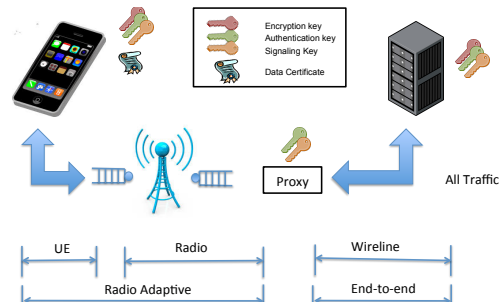 Encryption key
Authentication key
Signaling Key
Data Certificate
Proxy
All Traffic
UE
Radio
Wireline
Radio Adaptive
End-to-end